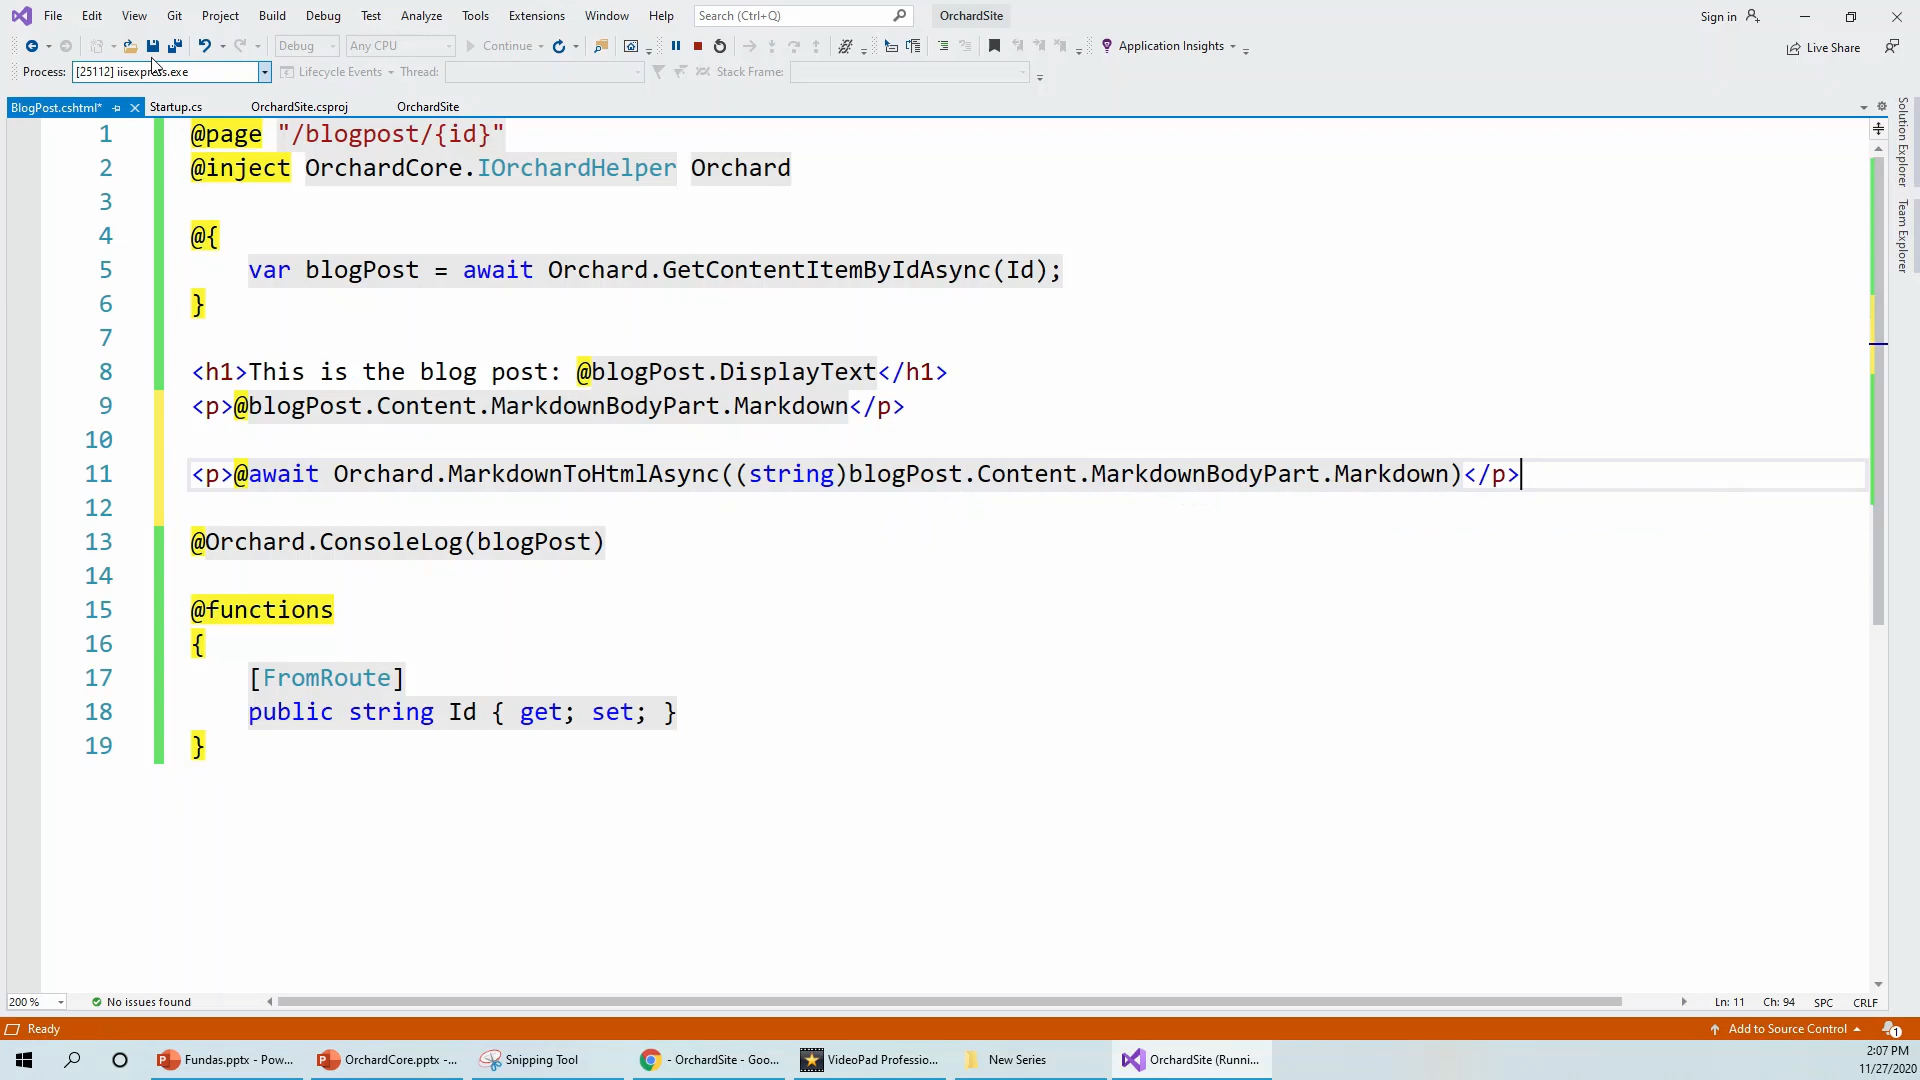 File Edit View Git Project Build Debug Test Analyze Tools Extensions Window Help Search (Ctrl+Q) OrchardSite Sign in
Debug Any CPU Continue Application Insights Live Share
Process: [25112] iisexpress.exe Lifecycle Events Thread: Stack Frame:
BlogPost.cshtml* Startup.cs OrchardSite.csproj OrchardSite
Solution Explorer
Team Explorer
1 @page "/blogpost/{id}"
2 @inject OrchardCore.IOrchardHelper Orchard
3
4 @{
5 var blogPost = await Orchard.GetContentItemByIdAsync(Id);
6 }
7
8 <h1>This is the blog post: @blogPost.DisplayText</h1>
9 <p>@blogPost.Content.MarkdownBodyPart.Markdown</p>
10
11 <p>@await Orchard.MarkdownToHtmlAsync((string)blogPost.Content.MarkdownBodyPart.Markdown)</p>
12
13 @Orchard.ConsoleLog(blogPost)
14
15 @functions
16 {
17 [FromRoute]
18 public string Id { get; set; }
19 }
200 % No issues found Ln: 11 Ch: 94 SPC CRLF
Ready Add to Source Control 1
Fundas.pptx - Pow... OrchardCore.pptx -... Snipping Tool - OrchardSite - Goo... VideoPad Professio... New Series OrchardSite (Runni...
2:07 PM
11/27/2020